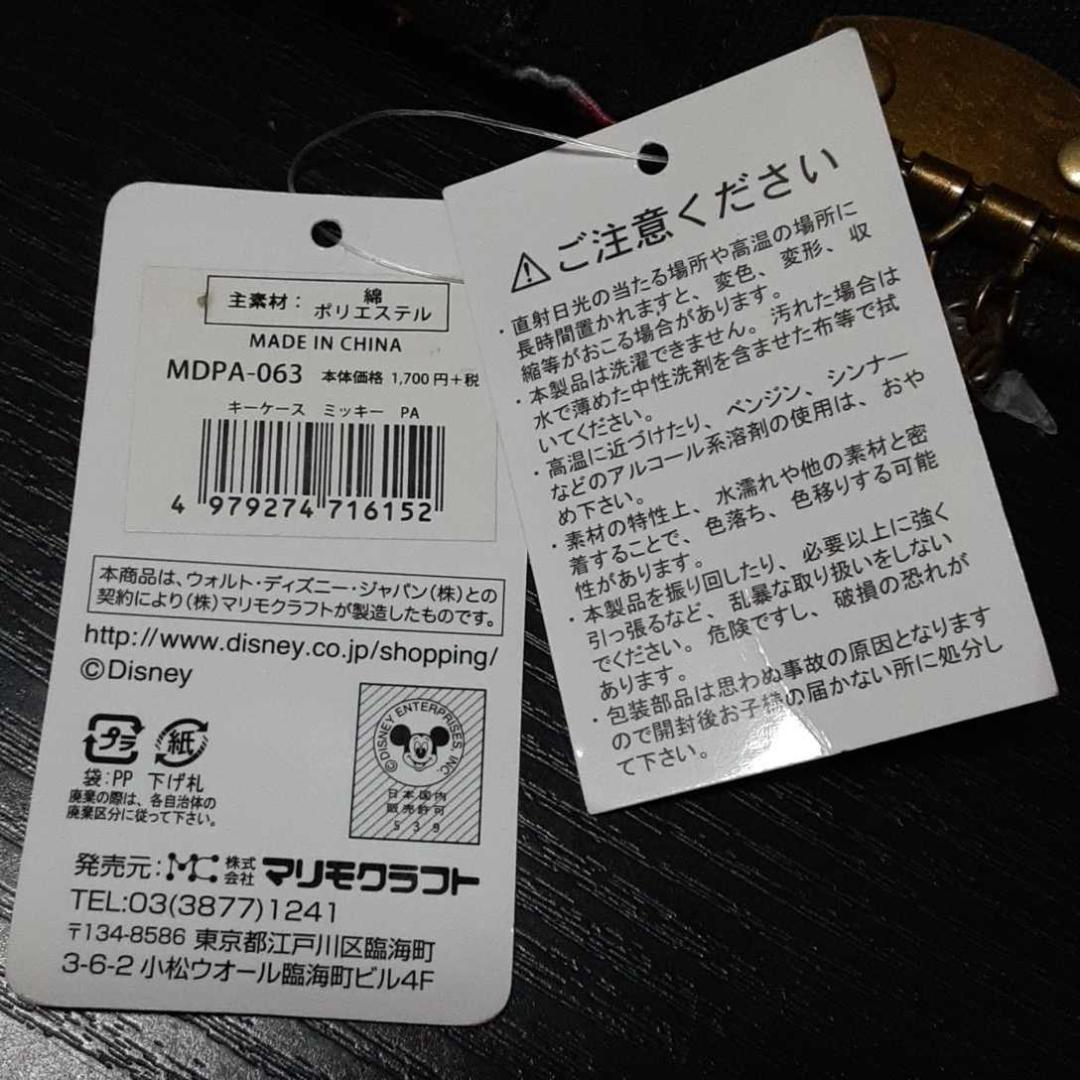 主素材： 綿
ポリエステル
MADE IN CHINA
MDPA-063 本体価格 1,700円+税
キーケース ミッキー PA
4 979274 716152
本商品は､ウォルト・ディズニー・ジャパン(株)との
契約により(株)マリモクラフトが製造したものです｡
http://www.disney.co.jp/shopping/
©Disney
プラ 紙
袋:PP 下げ札
廃棄の際は､各自治体の
廃棄区分に従って下さい｡
©DISNEY ENTERPRISES, INC.
日本国内
販売許可
539
発売元: MC 株式会社 マリモクラフト
TEL:03(3877)1241
〒134-8586 東京都江戸川区臨海町
3-6-2 小松ウオール臨海町ビル4F
⚠ご注意ください
・直射日光の当たる場所や高温の場所に
長時間置かれますと、変色、変形、収
縮等がおこる場合があります。
・本製品は洗濯できません。汚れた場合は
水で薄めた中性洗剤を含ませた布等で拭
いてください。
・高温に近づけたり、ベンジン、シンナー
などのアルコール系溶剤の使用は、おや
め下さい。
・素材の特性上、水濡れや他の素材と密
着することで、色落ち、色移りする可能
性があります。
・本製品を振り回したり、必要以上に強く
引っ張るなど、乱暴な取り扱いをしない
でください。危険ですし、破損の恐れが
あります。
・包装部品は思わぬ事故の原因となります
ので開封後お子様の届かない所に処分し
て下さい。